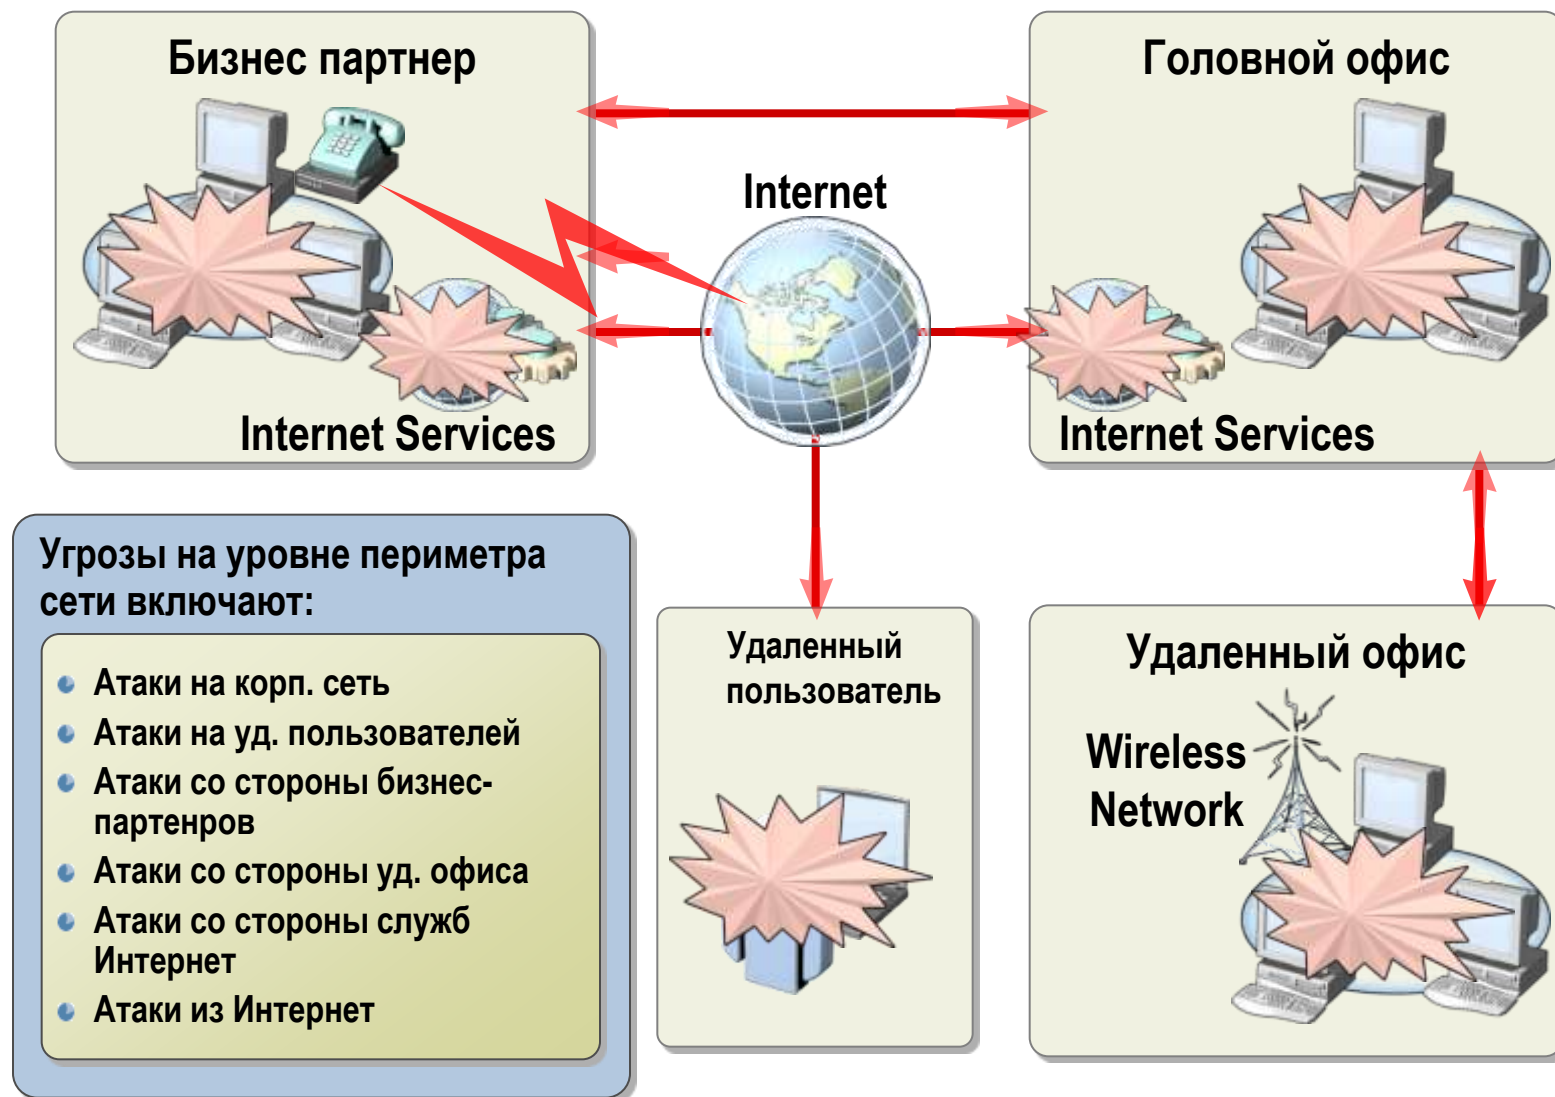 Бизнес партнер
Головной офис
Internet
Internet Services
Internet Services
Угрозы на уровне периметра
сети включают:
Атаки на корп. сеть
Атаки на уд. пользователей
Атаки со стороны бизнес-
партенров
Атаки со стороны уд. офиса
Атаки со стороны служб
Интернет
Атаки из Интернет
Удаленный
пользователь
Удаленный офис
Wireless
Network